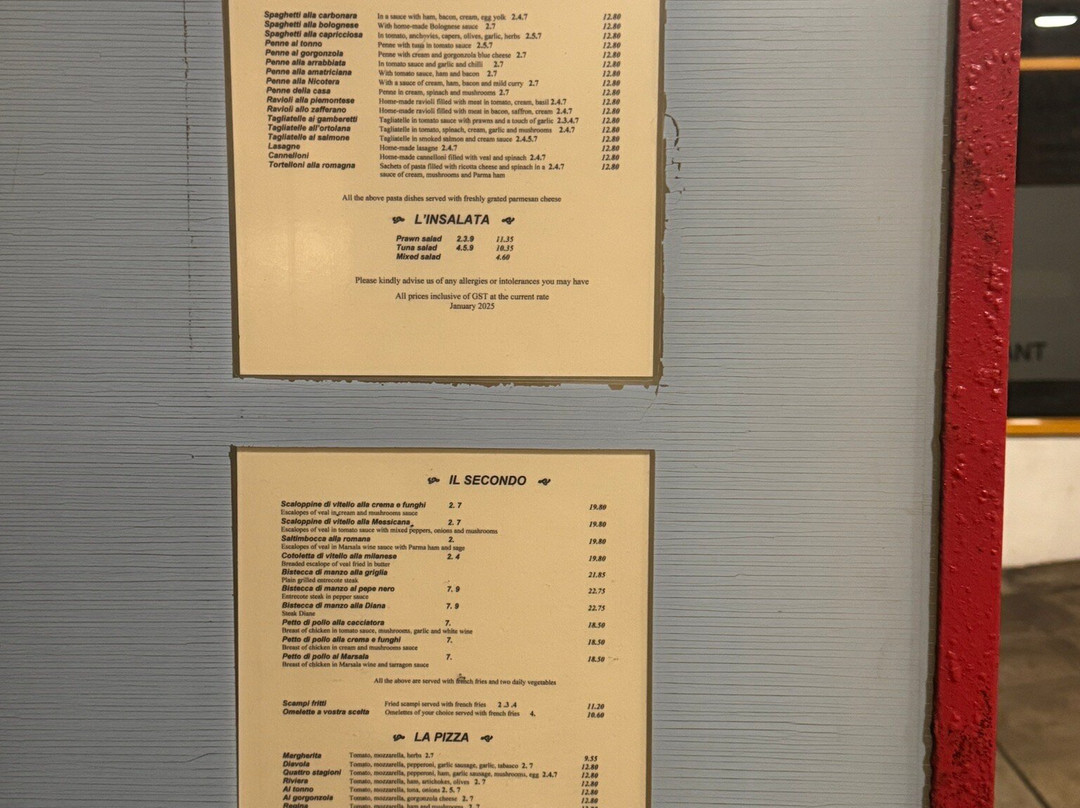 Spaghetti alla carbonara In a sauce with ham, bacon, cream, egg yolk 2.4.7 12.80
Spaghetti alla bolognese With home-made Bolognese sauce 2.7 12.80
Spaghetti alla capricciosa In tomato, anchovies, capers, olives, garlic, herbs 2.5.7 12.80
Penne al tonno Penne with tuna in tomato sauce 2.5.7 12.80
Penne al gorgonzola Penne with cream and gorgonzola blue cheese 2.7 12.80
Penne alla arrabbiata In tomato sauce and garlic and chilli 2.7 12.80
Penne alla amatriciana With tomato sauce, ham and bacon 2.7 12.80
Penne alla Nicotera With a sauce of cream, ham, bacon and mild curry 2.7 12.80
Penne della casa Penne in cream, spinach and mushrooms 2.7 12.80
Ravioli alla piemontese Home-made ravioli filled with meat in tomato, cream, basil 2.4.7 12.80
Ravioli allo zafferano Home-made ravioli filled with meat in bacon, saffron, cream 2.4.7 12.80
Tagliatelle ai gamberetti Tagliatelle in tomato sauce with prawns and a touch of garlic 2.3.4.7 12.80
Tagliatelle all'ortolana Tagliatelle in tomato, spinach, cream, garlic and mushrooms 2.4.7 12.80
Tagliatelle al salmone Tagliatelle in smoked salmon and cream sauce 2.4.5.7 12.80
Lasagne Home-made lasagne 2.4.7 12.80
Cannelloni Home-made cannelloni filled with veal and spinach 2.4.7 12.80
Tortelloni alla romagna Sachets of pasta filled with ricotta cheese and spinach in a 2.4.7 12.80
sauce of cream, mushrooms and Parma ham
All the above pasta dishes served with freshly grated parmesan cheese
L'INSALATA
Prawn salad 2.3.9 11.35
Tuna salad 4.5.9 10.35
Mixed salad 4.60
Please kindly advise us of any allergies or intolerances you may have
All prices inclusive of GST at the current rate
January 2025
ANT
IL SECONDO
Scaloppine di vitello alla crema e funghi 2. 7 19.80
Escalopes of veal in cream and mushrooms sauce
Scaloppine di vitello alla Messicana 2. 7 19.80
Escalopes of veal in tomato sauce with mixed peppers, onions and mushrooms
Saltimbocca alla romana 2. 19.80
Escalopes of veal in Marsala wine sauce with Parma ham and sage
Cotoletta di vitello alla milanese 2. 4 19.80
Breaded escalope of veal fried in butter
Bistecca di manzo alla griglia 21.85
Plain grilled entrecote steak
Bistecca di manzo al pepe nero 7. 9 22.75
Entrecote steak in pepper sauce
Bistecca di manzo alla Diana 7. 9 22.75
Steak Diane
Petto di pollo alla cacciatora 7. 18.50
Breast of chicken in tomato sauce, mushrooms, garlic and white wine
Petto di pollo alla crema e funghi 7. 18.50
Breast of chicken in cream and mushrooms sauce
Petto di pollo al Marsala 7. 18.50
Breast of chicken in Marsala wine and tarragon sauce
All the above are served with french fries and two daily vegetables
Scampi fritti Fried scampi served with french fries 2 .3 .4 11.20
Omelette a vostra scelta Omelettes of your choice served with french fries 4. 10.60
LA PIZZA
Margherita Tomato, mozzarella, herbs 2.7 9.55
Diavola Tomato, mozzarella, pepperoni, garlic sausage, garlic, tabasco 2. 7 12.80
Quattro stagioni Tomato, mozzarella, pepperoni, ham, garlic sausage, mushrooms, egg 2.4.7 12.80
Riviera Tomato, mozzarella, ham, artichokes, olives 2. 7 12.80
Al tonno Tomato, mozzarella, tuna, onions 2. 5. 7 12.80
Al gorgonzola Tomato, mozzarella, gorgonzola cheese 2. 7 12.80